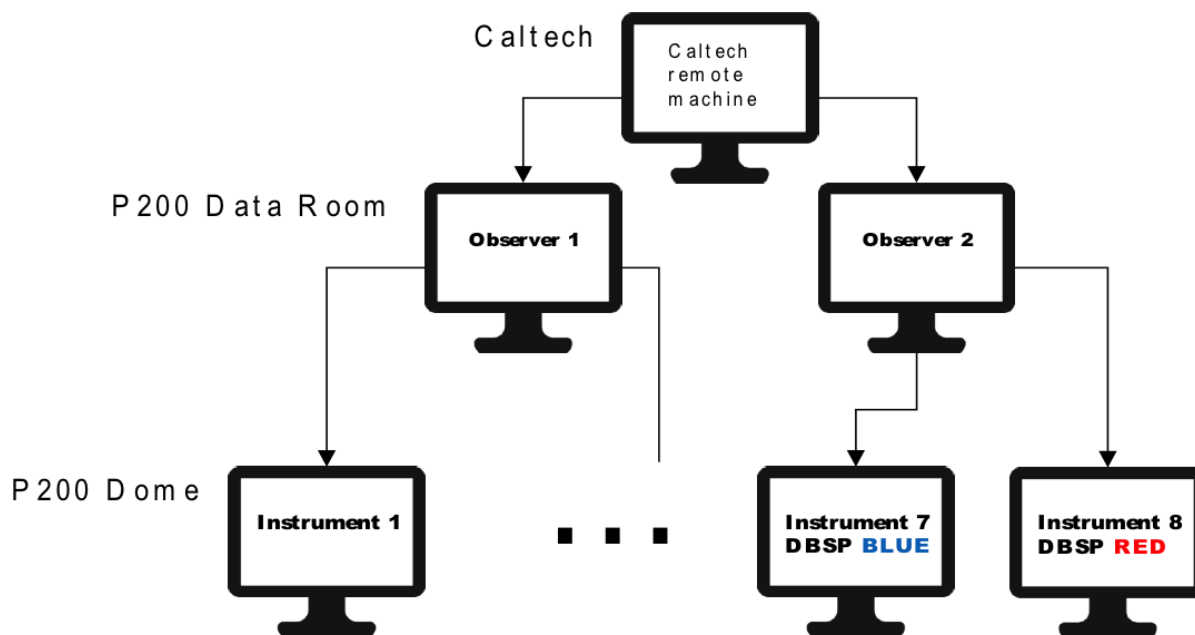 Caltech
Caltech
remote
machine
P200 Data Room
Observer 1
Observer 2
P200 Dome
Instrument 1
...
Instrument 7
DBSP BLUE
Instrument 8
DBSP RED